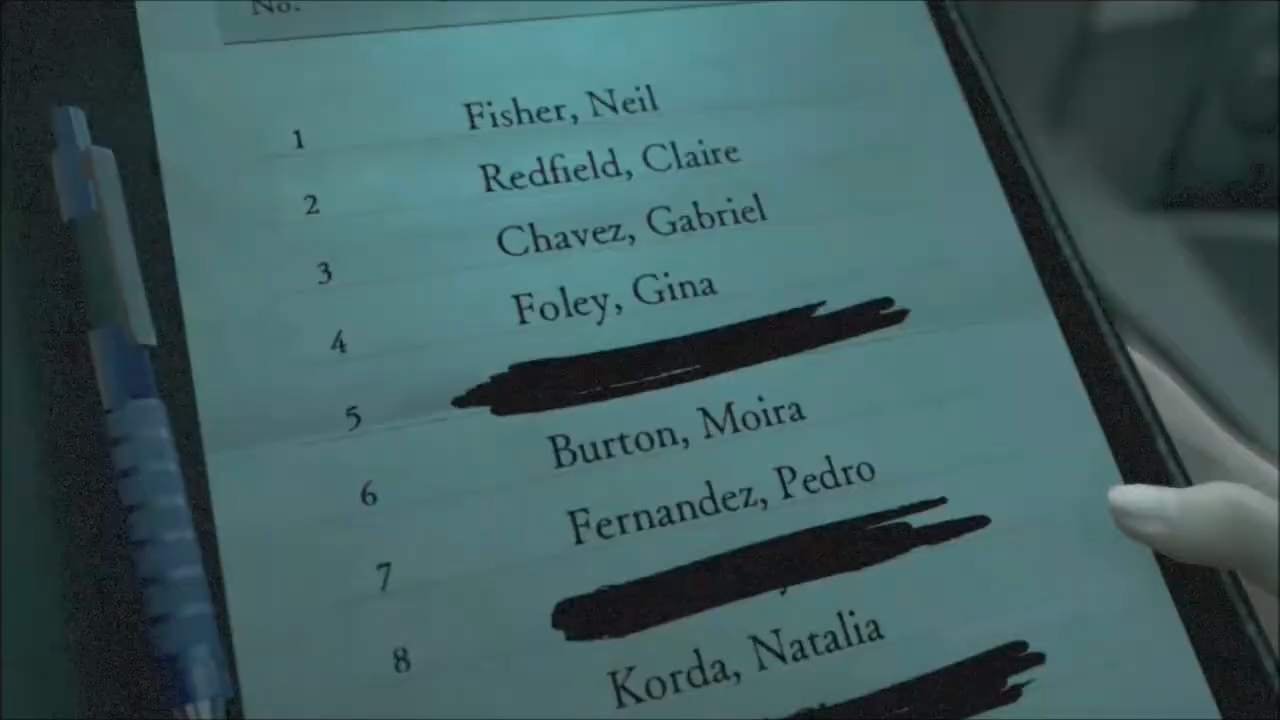 No.
1 Fisher, Neil
2 Redfield, Claire
3 Chavez, Gabriel
4 Foley, Gina
5
6 Burton, Moira
7 Fernandez, Pedro
8
Korda, Natalia